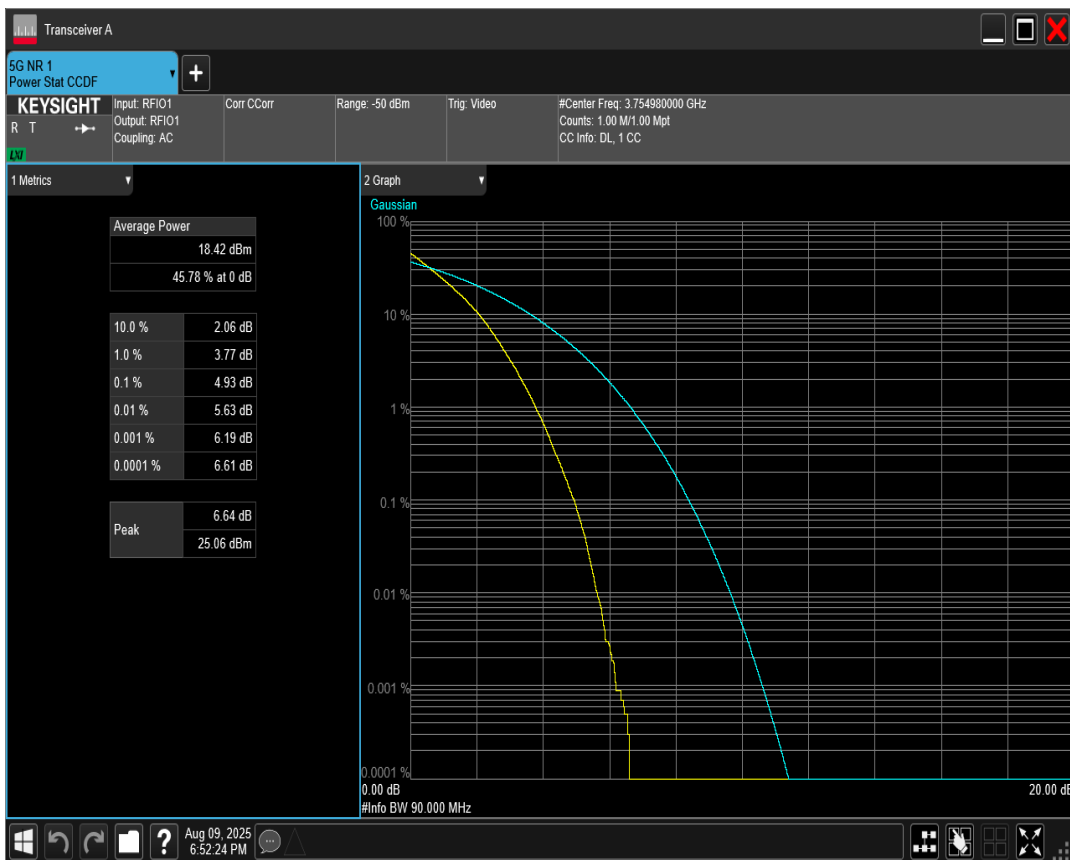 Transceiver A
5G NR 1
Power Stat CCDF
KEYSIGHT
R T
LXI
Input: RFIO1
Output: RFIO1
Coupling: AC
Corr CCorr
Range: -50 dBm
Trig: Video
#Center Freq: 3.754980000 GHz
Counts: 1.00 M/1.00 Mpt
CC Info: DL, 1 CC
1 Metrics
Average Power
18.42 dBm
45.78 % at 0 dB
10.0 % 2.06 dB
1.0 % 3.77 dB
0.1 % 4.93 dB
0.01 % 5.63 dB
0.001 % 6.19 dB
0.0001 % 6.61 dB
Peak
6.64 dB
25.06 dBm
2 Graph
Gaussian
100 %
10 %
1 %
0.1 %
0.01 %
0.001 %
0.0001 %
0.00 dB 20.00 dB
#Info BW 90.000 MHz
? Aug 09, 2025
6:52:24 PM